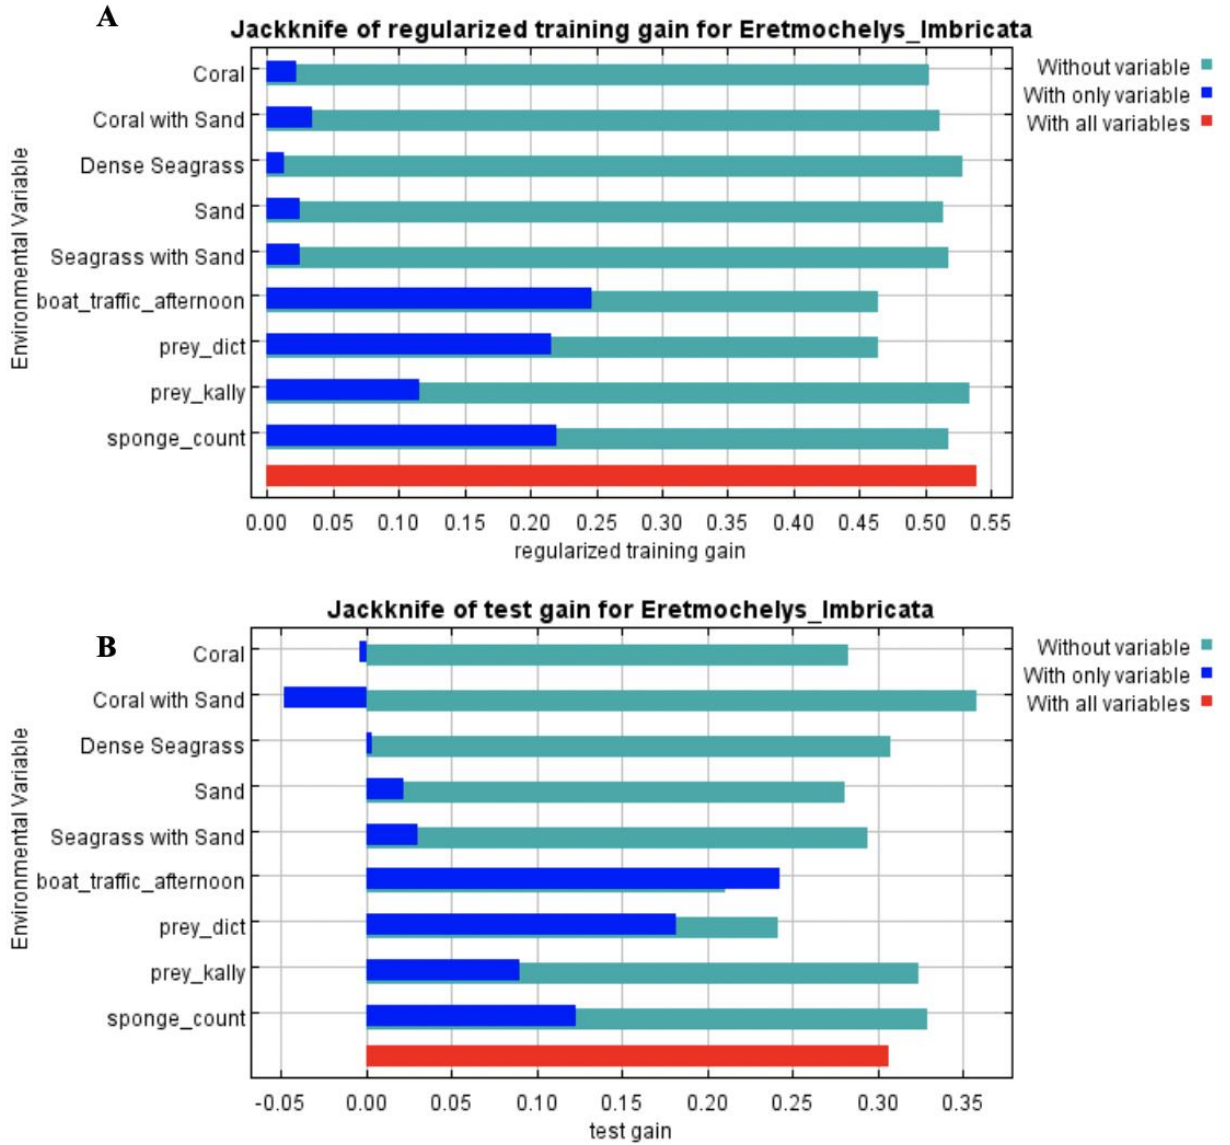 A
Jackknife of regularized training gain for Eretmochelys_Imbricata
Environmental Variable
Coral
Coral with Sand
Dense Seagrass
Sand
Seagrass with Sand
boat_traffic_afternoon
prey_dict
prey_kally
sponge_count
Without variable
With only variable
With all variables
0.00 0.05 0.10 0.15 0.20 0.25 0.30 0.35 0.40 0.45 0.50 0.55
regularized training gain
Jackknife of test gain for Eretmochelys_Imbricata
B
Environmental Variable
Coral
Coral with Sand
Dense Seagrass
Sand
Seagrass with Sand
boat_traffic_afternoon
prey_dict
prey_kally
sponge_count
Without variable
With only variable
With all variables
-0.05 0.00 0.05 0.10 0.15 0.20 0.25 0.30 0.35
test gain